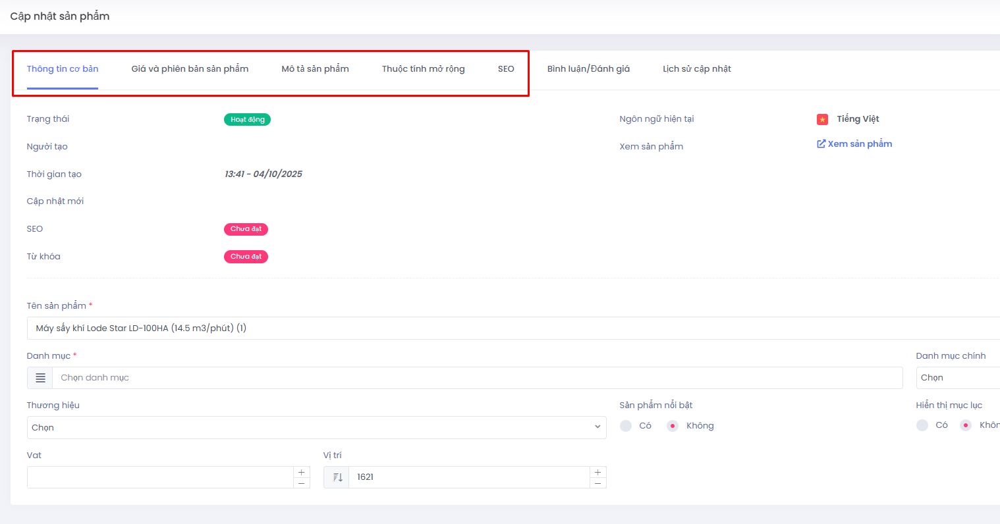 Cập nhật sản phẩm
Thông tin cơ bản Giá và phiên bản sản phẩm Mô tả sản phẩm Thuộc tính mở rộng SEO Bình luận/Đánh giá Lịch sử cập nhật
Trạng thái Hoạt động Ngôn ngữ hiện tại Tiếng Việt
Người tạo Xem sản phẩm Xem sản phẩm
Thời gian tạo 13:41 - 04/10/2025
Cập nhật mới
SEO Chưa đạt
Từ khóa Chưa đạt
Tên sản phẩm *
Máy sấy khí Lode Star LD-100HA (14.5 m3/phút) (1)
Danh mục * Danh mục chính
Chọn danh mục Chọn
Thương hiệu Sản phẩm nổi bật Hiển thị mục lục
Chọn Có Không Có Khôn
Vat Vị trí
1621